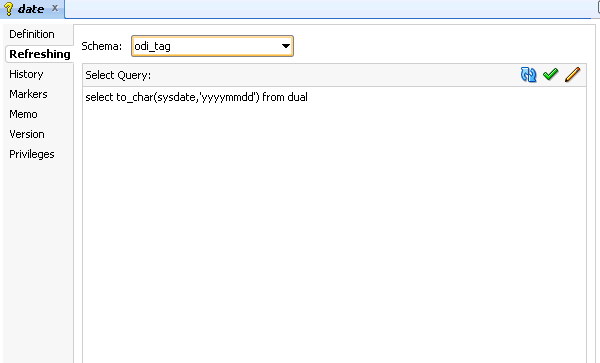 date x
Definition
Refreshing
History
Markers
Memo
Version
Privileges
Schema: odi_tag
Select Query:
select to_char(sysdate,'yyyymmdd') from dual